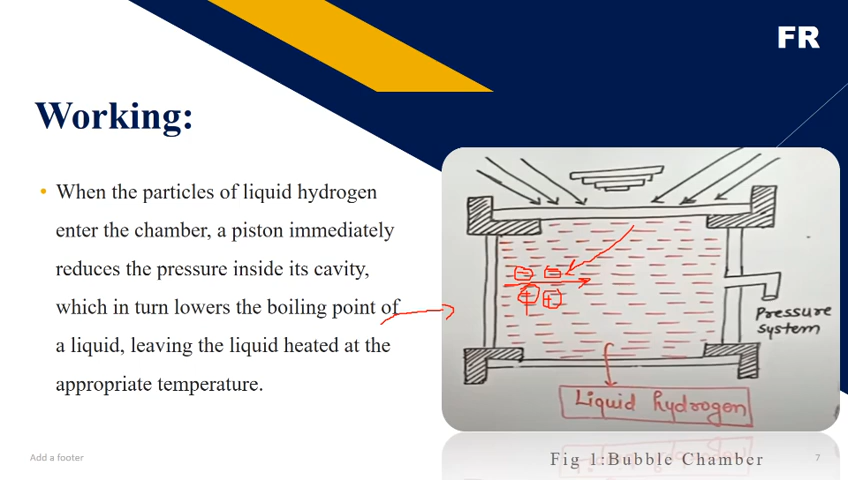 FR
Working:
• When the particles of liquid hydrogen
enter the chamber, a piston immediately
reduces the pressure inside its cavity,
which in turn lowers the boiling point of
a liquid, leaving the liquid heated at the
appropriate temperature.
Pressure
system
Liquid hydrogen
Fig 1:Bubble Chamber
Add a footer
7